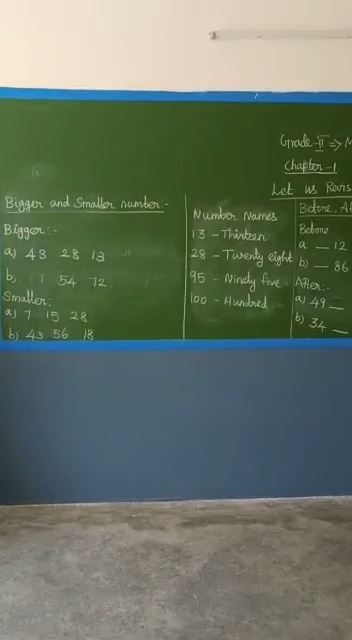 Grade-II ⇒ M
Chapter-1
Let us Revis
Bigger and Smaller number:-
Bigger:-
a) 48 28 13
b. 7 54 72
Smaller:
a) 7 15 28
b) 43 56 18
Number Names
13 - Thirteen
28 - Twenty eight
95 - Ninety five
100 - Hundred
Before, Af
Before
a __ 12
b) __ 86
After:-
a) 49 __
b) 34 __